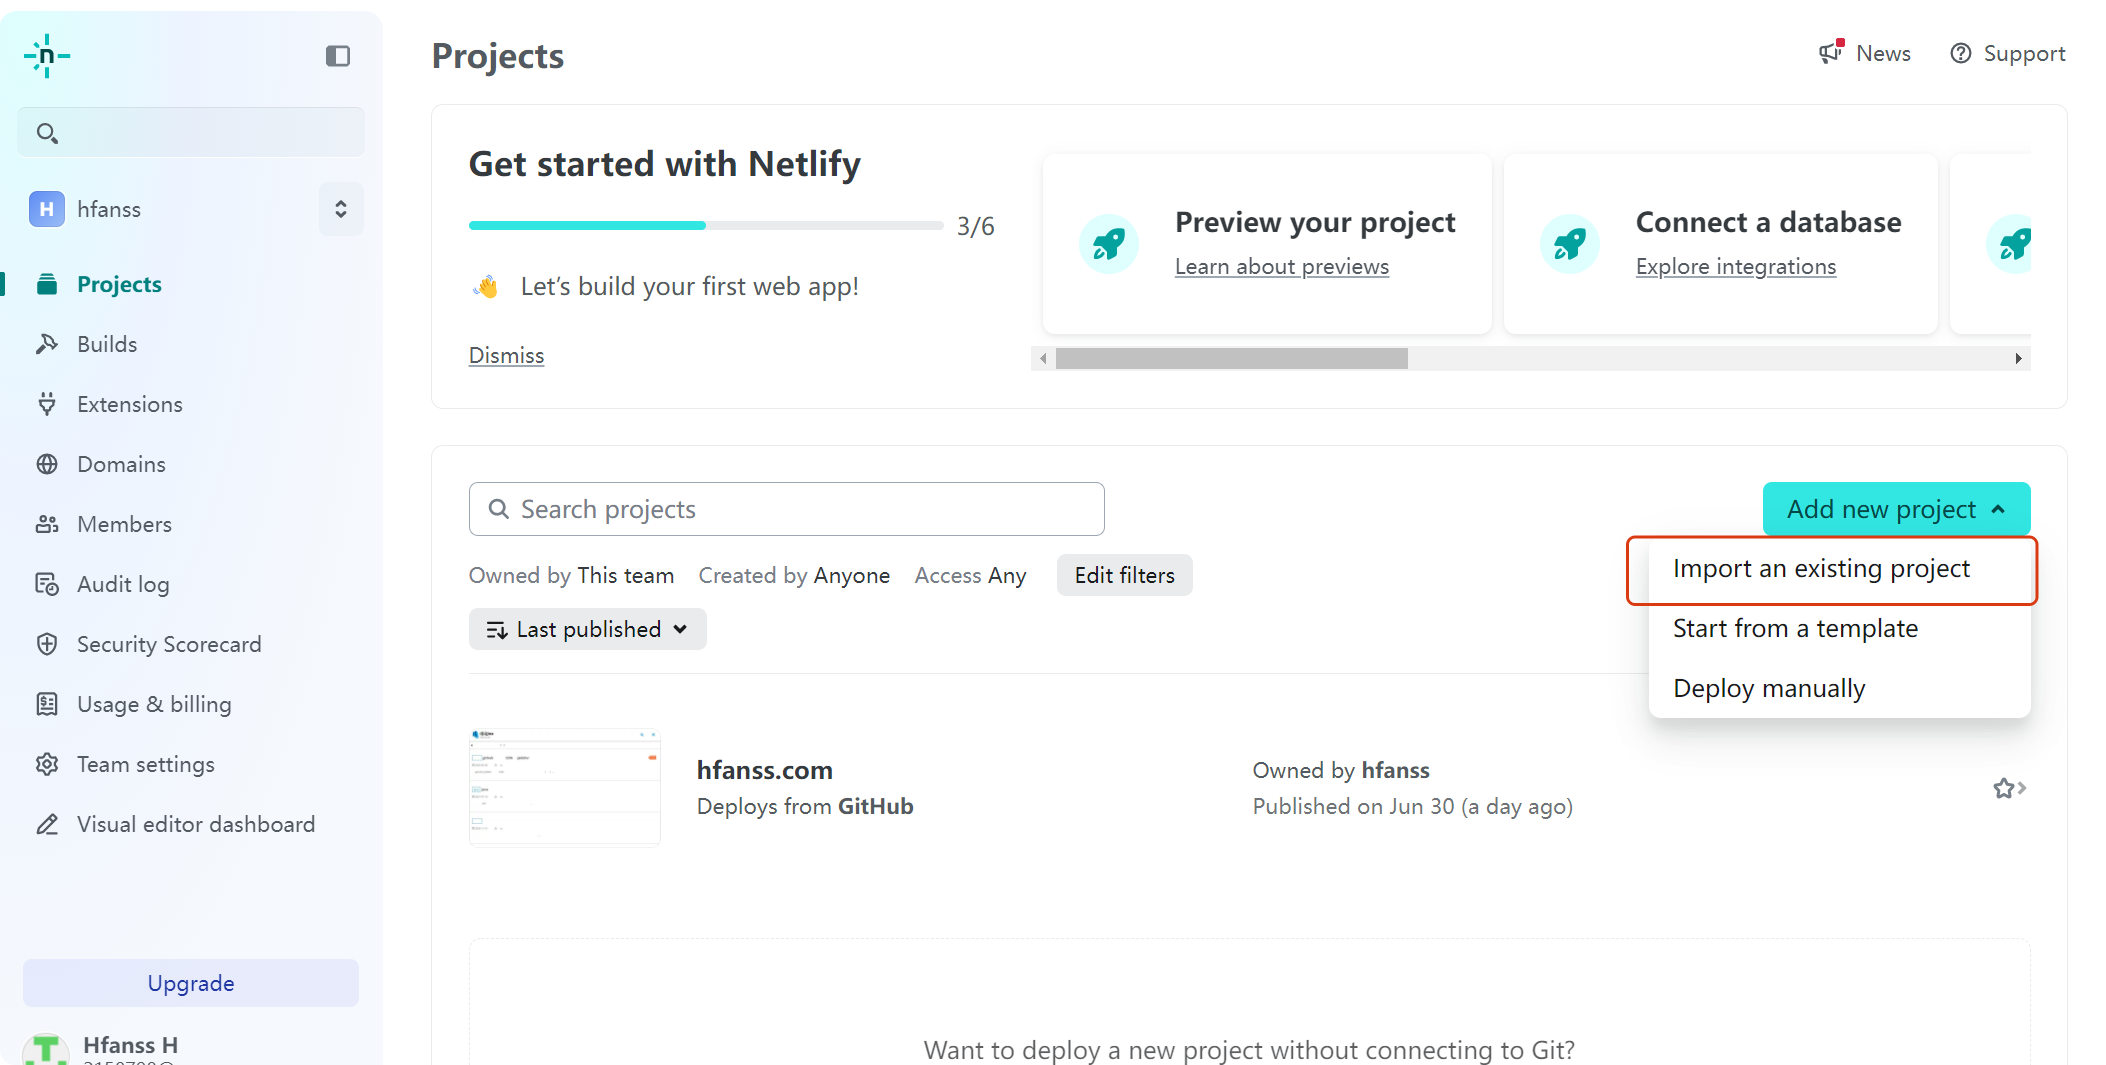 n
Projects
News
Support
H
hfanss
Projects
Builds
Extensions
Domains
Members
Audit log
Security Scorecard
Usage & billing
Team settings
Visual editor dashboard
Upgrade
Hfanss H
Get started with Netlify
3/6
Let’s build your first web app!
Dismiss
Preview your project
Learn about previews
Connect a database
Explore integrations
Search projects
Add new project
Import an existing project
Start from a template
Deploy manually
Owned by This team Created by Anyone Access Any Edit filters
Last published
hfanss.com
Deploys from GitHub
Owned by hfanss
Published on Jun 30 (a day ago)
Want to deploy a new project without connecting to Git?